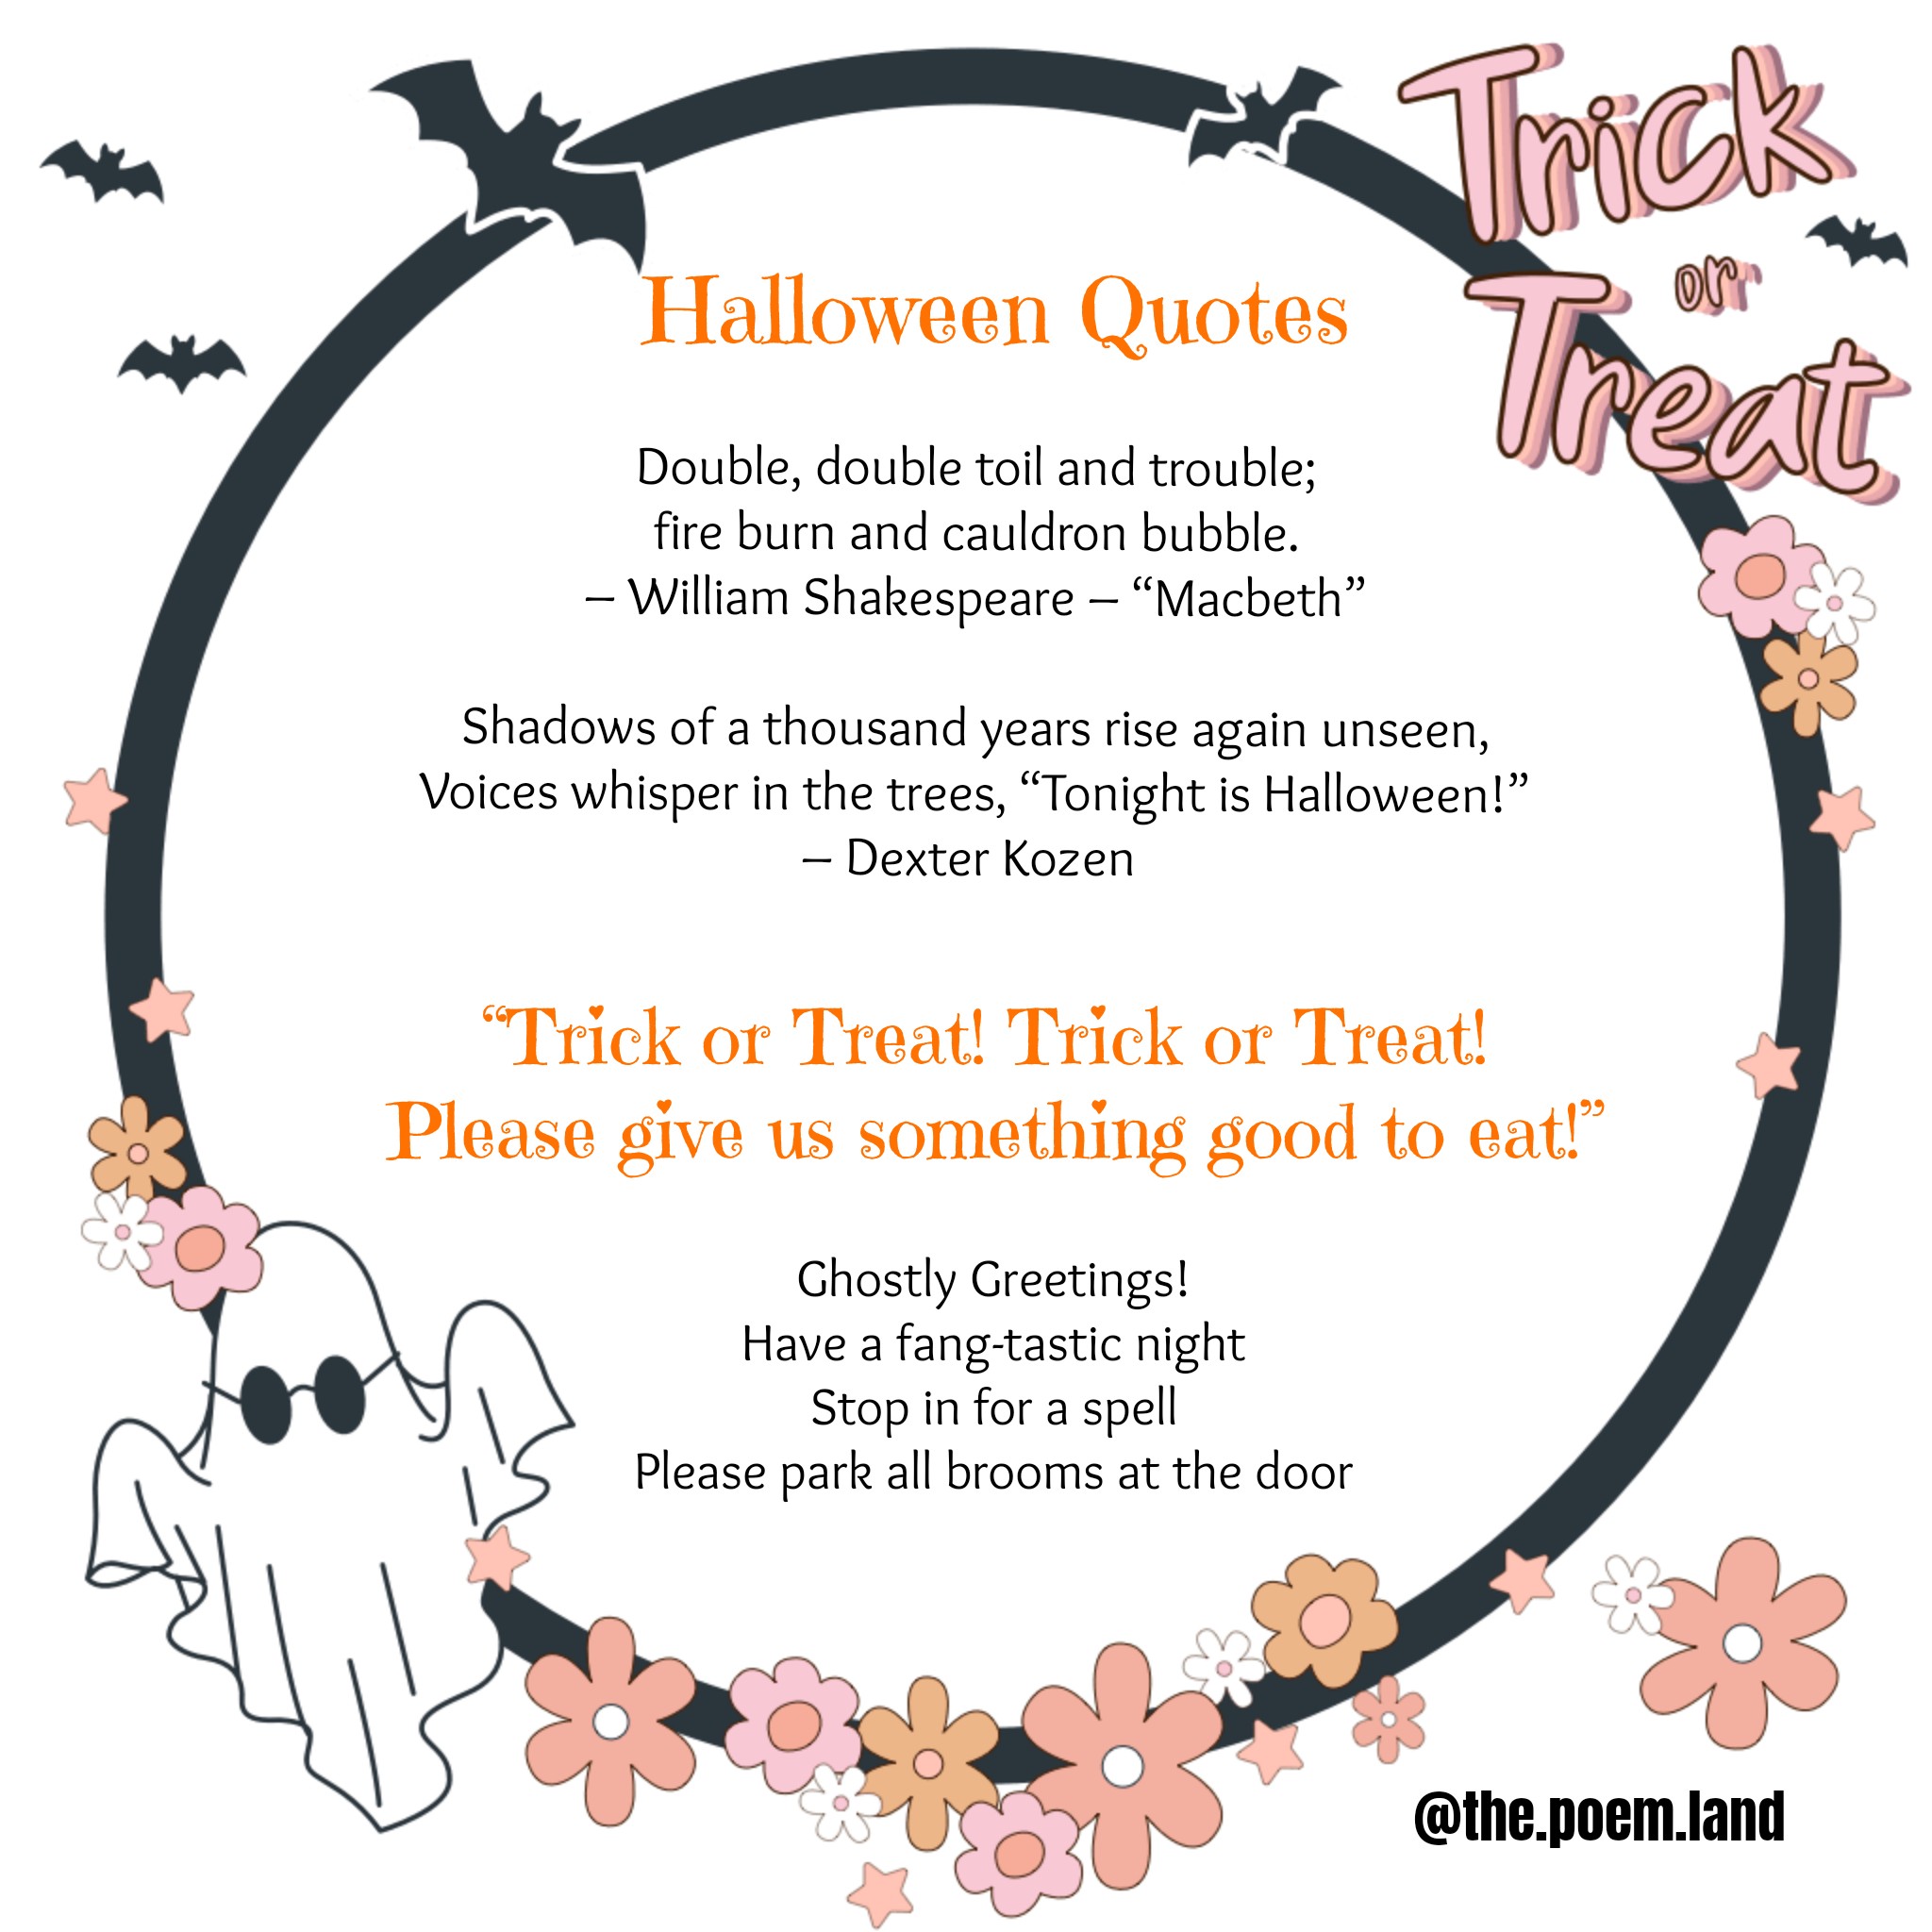 Trick
or
Treat
Halloween Quotes
Double, double toil and trouble;
fire burn and cauldron bubble.
– William Shakespeare – “Macbeth”
Shadows of a thousand years rise again unseen,
Voices whisper in the trees, “Tonight is Halloween!”
– Dexter Kozen
“Trick or Treat! Trick or Treat!
Please give us something good to eat!”
Ghostly Greetings!
Have a fang-tastic night
Stop in for a spell
Please park all brooms at the door
@the.poem.land